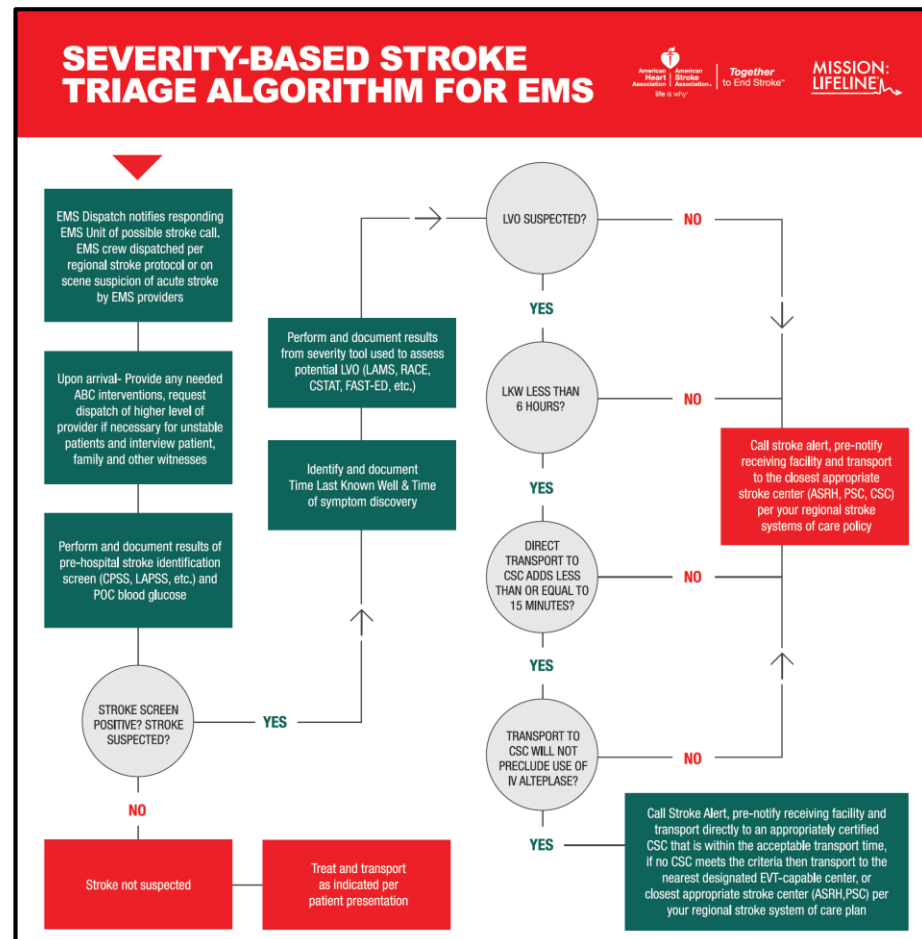 SEVERITY-BASED STROKE
TRIAGE ALGORITHM FOR EMS
American
Heart
Association
American
Stroke
Association®
life is why®
Together
to End Stroke™
MISSION:
LIFELINE®
EMS Dispatch notifies responding
EMS Unit of possible stroke call.
EMS crew dispatched per
regional stroke protocol or on
scene suspicion of acute stroke
by EMS providers
Upon arrival- Provide any needed
ABC interventions, request
dispatch of higher level of
provider if necessary for unstable
patients and interview patient,
family and other witnesses
Perform and document results of
pre-hospital stroke identification
screen (CPSS, LAPSS, etc.) and
POC blood glucose
STROKE SCREEN
POSITIVE? STROKE
SUSPECTED?
YES
NO
Stroke not suspected
Treat and transport
as indicated per
patient presentation
Perform and document results
from severity tool used to assess
potential LVO (LAMS, RACE,
CSTAT, FAST-ED, etc.)
Identify and document
Time Last Known Well & Time
of symptom discovery
LVO SUSPECTED?
NO
YES
LKW LESS THAN
6 HOURS?
NO
YES
DIRECT
TRANSPORT TO
CSC ADDS LESS
THAN OR EQUAL TO
15 MINUTES?
NO
YES
TRANSPORT TO
CSC WILL NOT
PRECLUDE USE OF
IV ALTEPLASE?
NO
YES
Call stroke alert, pre-notify
receiving facility and transport
to the closest appropriate
stroke center (ASRH, PSC, CSC)
per your regional stroke
systems of care policy
Call Stroke Alert, pre-notify receiving facility and
transport directly to an appropriately certified
CSC that is within the acceptable transport time,
if no CSC meets the criteria then transport to the
nearest designated EVT-capable center, or
closest appropriate stroke center (ASRH,PSC) per
your regional stroke system of care plan